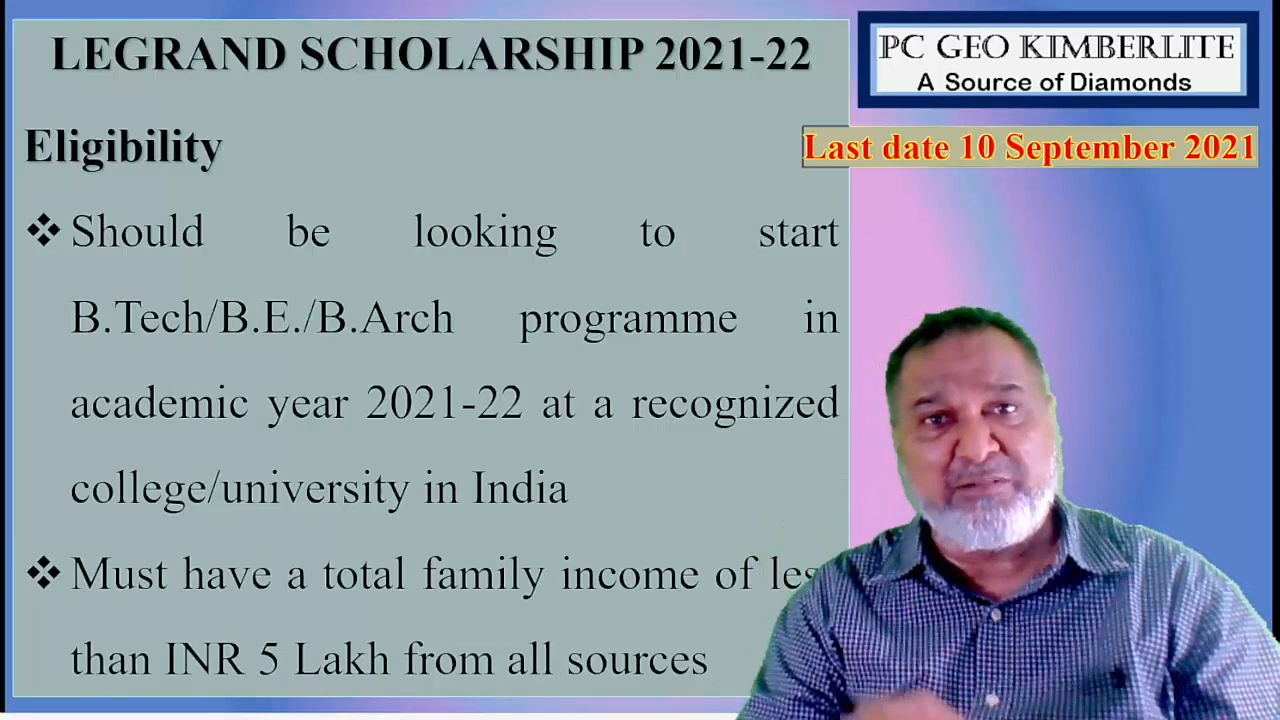 LEGRAND SCHOLARSHIP 2021-22
PC GEO KIMBERLITE
A Source of Diamonds
Eligibility
Last date 10 September 2021
❖ Should be looking to start
B.Tech/B.E./B.Arch programme in
academic year 2021-22 at a recognized
college/university in India
❖ Must have a total family income of les
than INR 5 Lakh from all sources